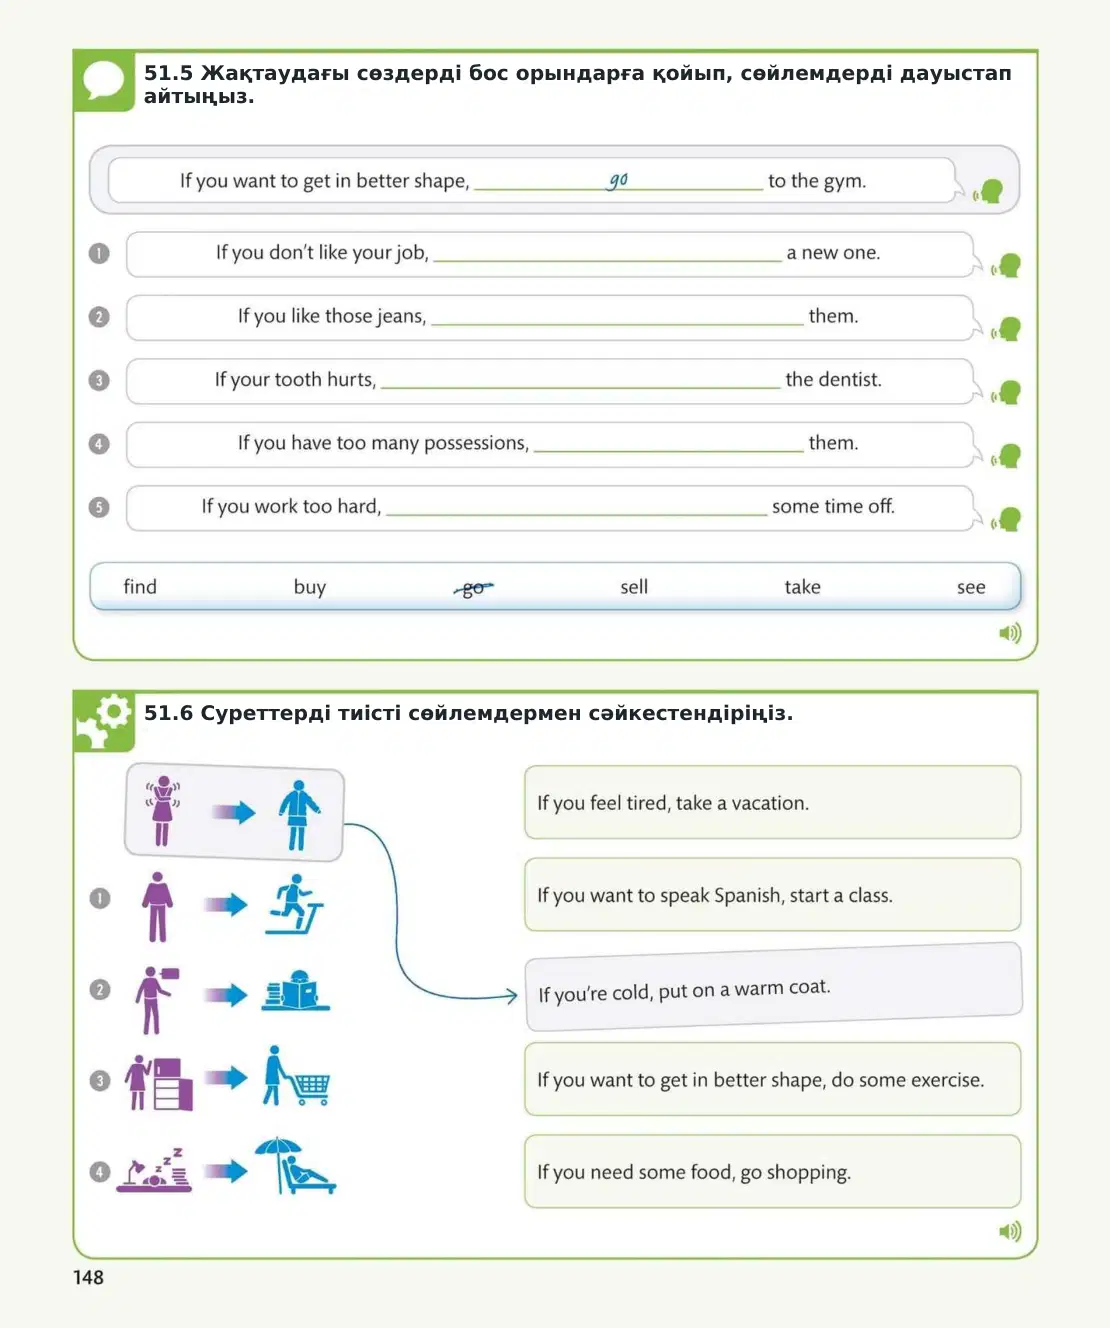 51.5 Жақтаудағы сөздерді бос орындарға қойып, сөйлемдерді дауыстап
айтыңыз.
If you want to get in better shape, go to the gym.
1 If you don't like your job, a new one.
2 If you like those jeans, them.
3 If your tooth hurts, the dentist.
4 If you have too many possessions, them.
5 If you work too hard, some time off.
find buy go sell take see
51.6 Суреттерді тиісті сөйлемдермен сәйкестендіріңіз.
If you feel tired, take a vacation.
1
If you want to speak Spanish, start a class.
2
If you're cold, put on a warm coat.
3
If you want to get in better shape, do some exercise.
4
z z z
If you need some food, go shopping.
148